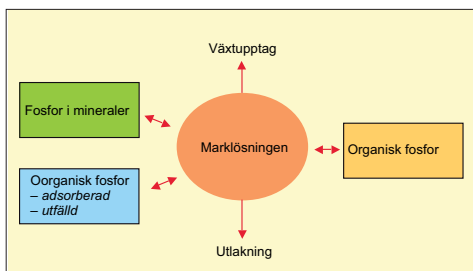 Växtupptag
Fosfor i mineraler
Marklösningen
Organisk fosfor
Oorganisk fosfor
– adsorberad
– utfälld
Utlakning